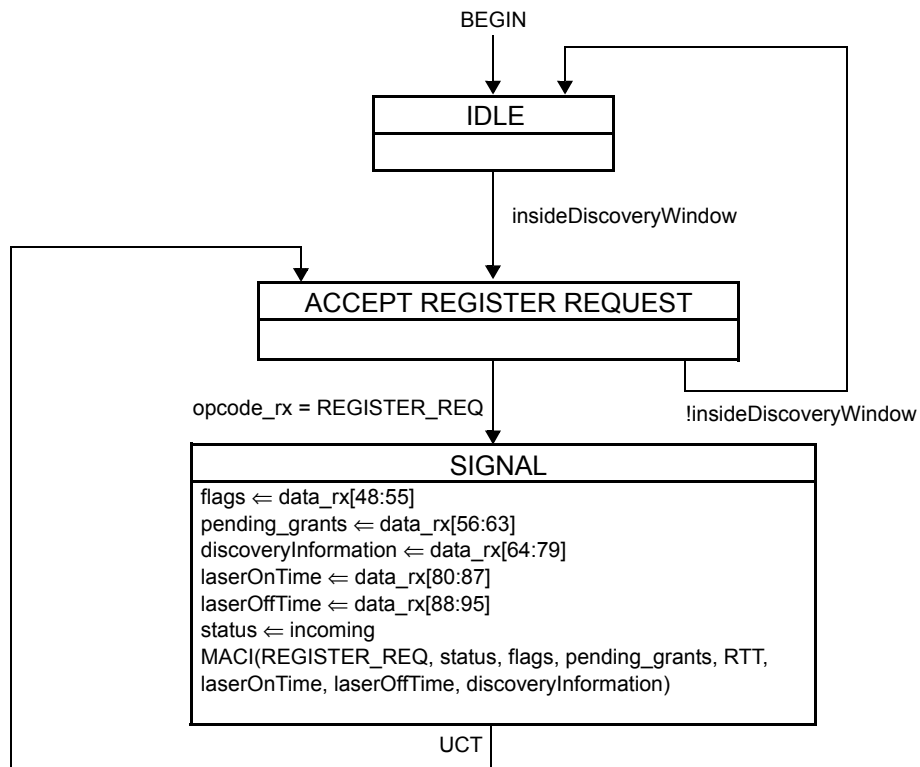 BEGIN
IDLE
insideDiscoveryWindow
ACCEPT REGISTER REQUEST
opcode_rx = REGISTER_REQ
!insideDiscoveryWindow
SIGNAL
flags ⇐ data_rx[48:55]
pending_grants ⇐ data_rx[56:63]
discoveryInformation ⇐ data_rx[64:79]
laserOnTime ⇐ data_rx[80:87]
laserOffTime ⇐ data_rx[88:95]
status ⇐ incoming
MACI(REGISTER_REQ, status, flags, pending_grants, RTT,
laserOnTime, laserOffTime, discoveryInformation)
UCT